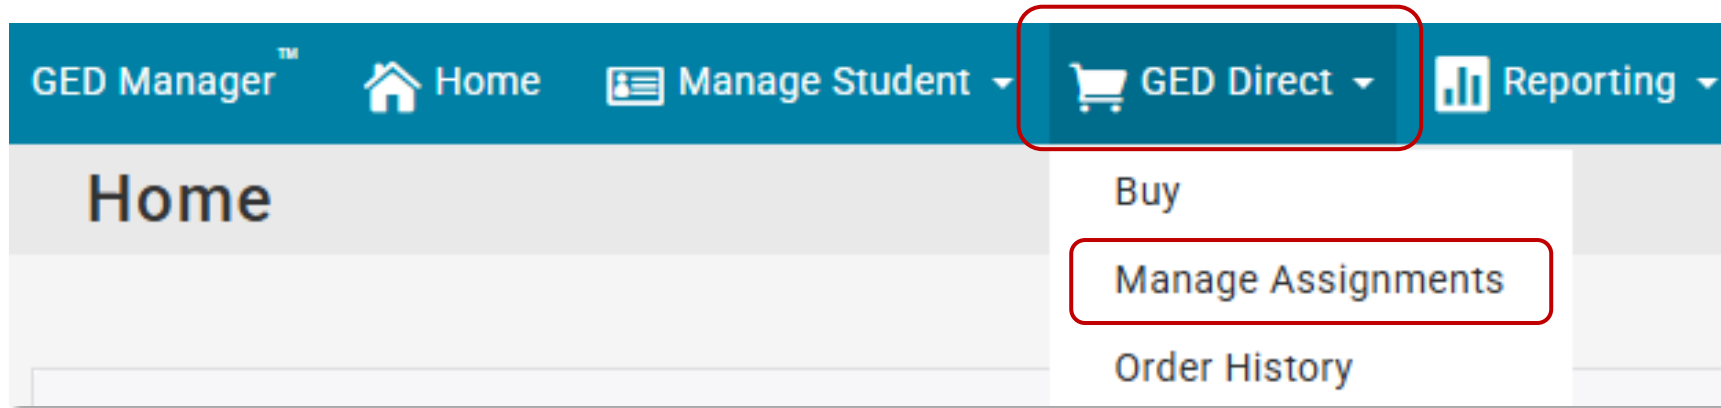 GED Manager™ Home Manage Student GED Direct Reporting
Home
Buy
Manage Assignments
Order History